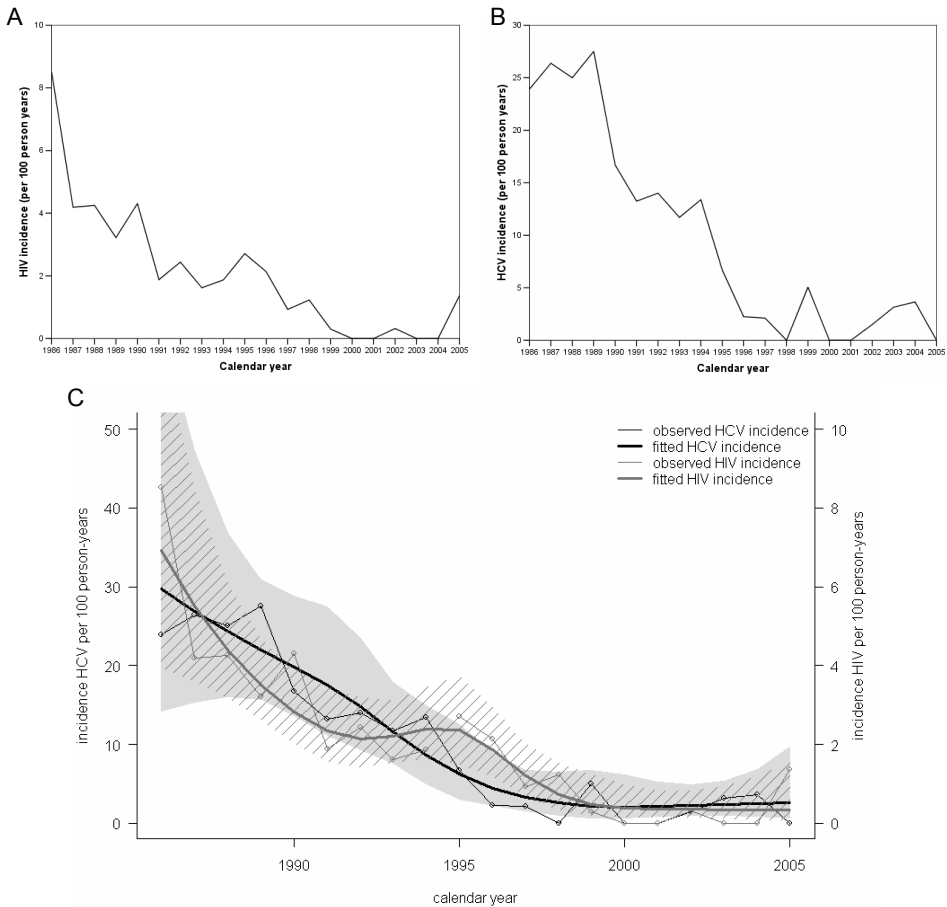 A
10
8
6
4
2
0
HIV incidence (per 100 person years)
1986 1987 1988 1989 1990 1991 1992 1993 1994 1995 1996 1997 1998 1999 2000 2001 2002 2003 2004 2005
Calendar year
B
30
25
20
15
10
5
0
HCV incidence (per 100 person years)
1986 1987 1988 1989 1990 1991 1992 1993 1994 1995 1996 1997 1998 1999 2000 2001 2002 2003 2004 2005
Calendar year
C
50
40
30
20
10
0
incidence HCV per 100 person-years
observed HCV incidence
fitted HCV incidence
observed HIV incidence
fitted HIV incidence
10
8
6
4
2
0
incidence HIV per 100 person-years
1990 1995 2000 2005
calendar year